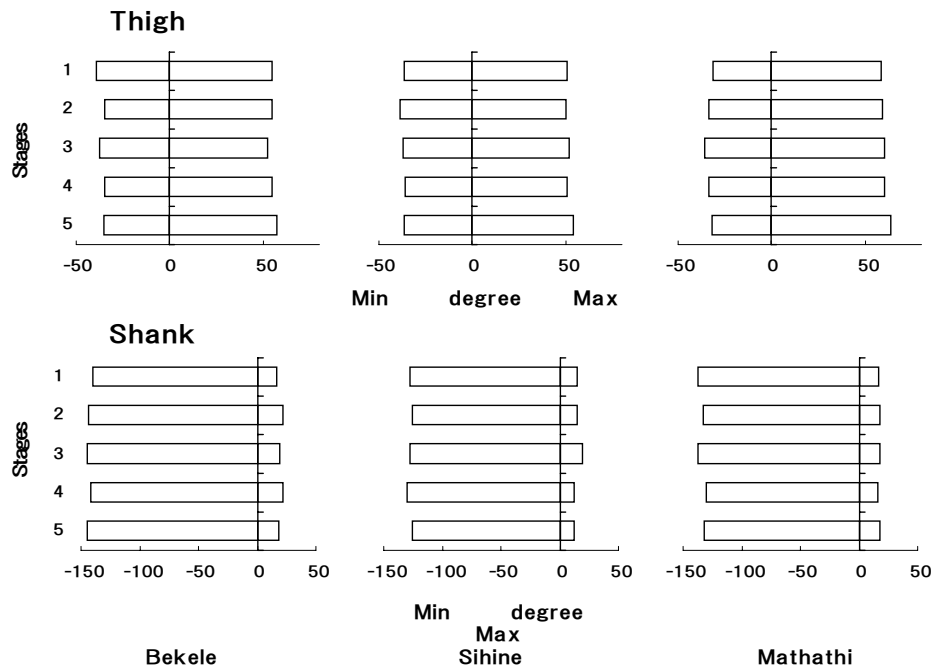 Thigh
Stages
1
2
3
4
5
-50 0 50 -50 0 50 -50 0 50
Min degree Max
Shank
Stages
1
2
3
4
5
-150 -100 -50 0 50 -150 -100 -50 0 50 -150 -100 -50 0 50
Min degree
Max
Bekele Sihine Mathathi